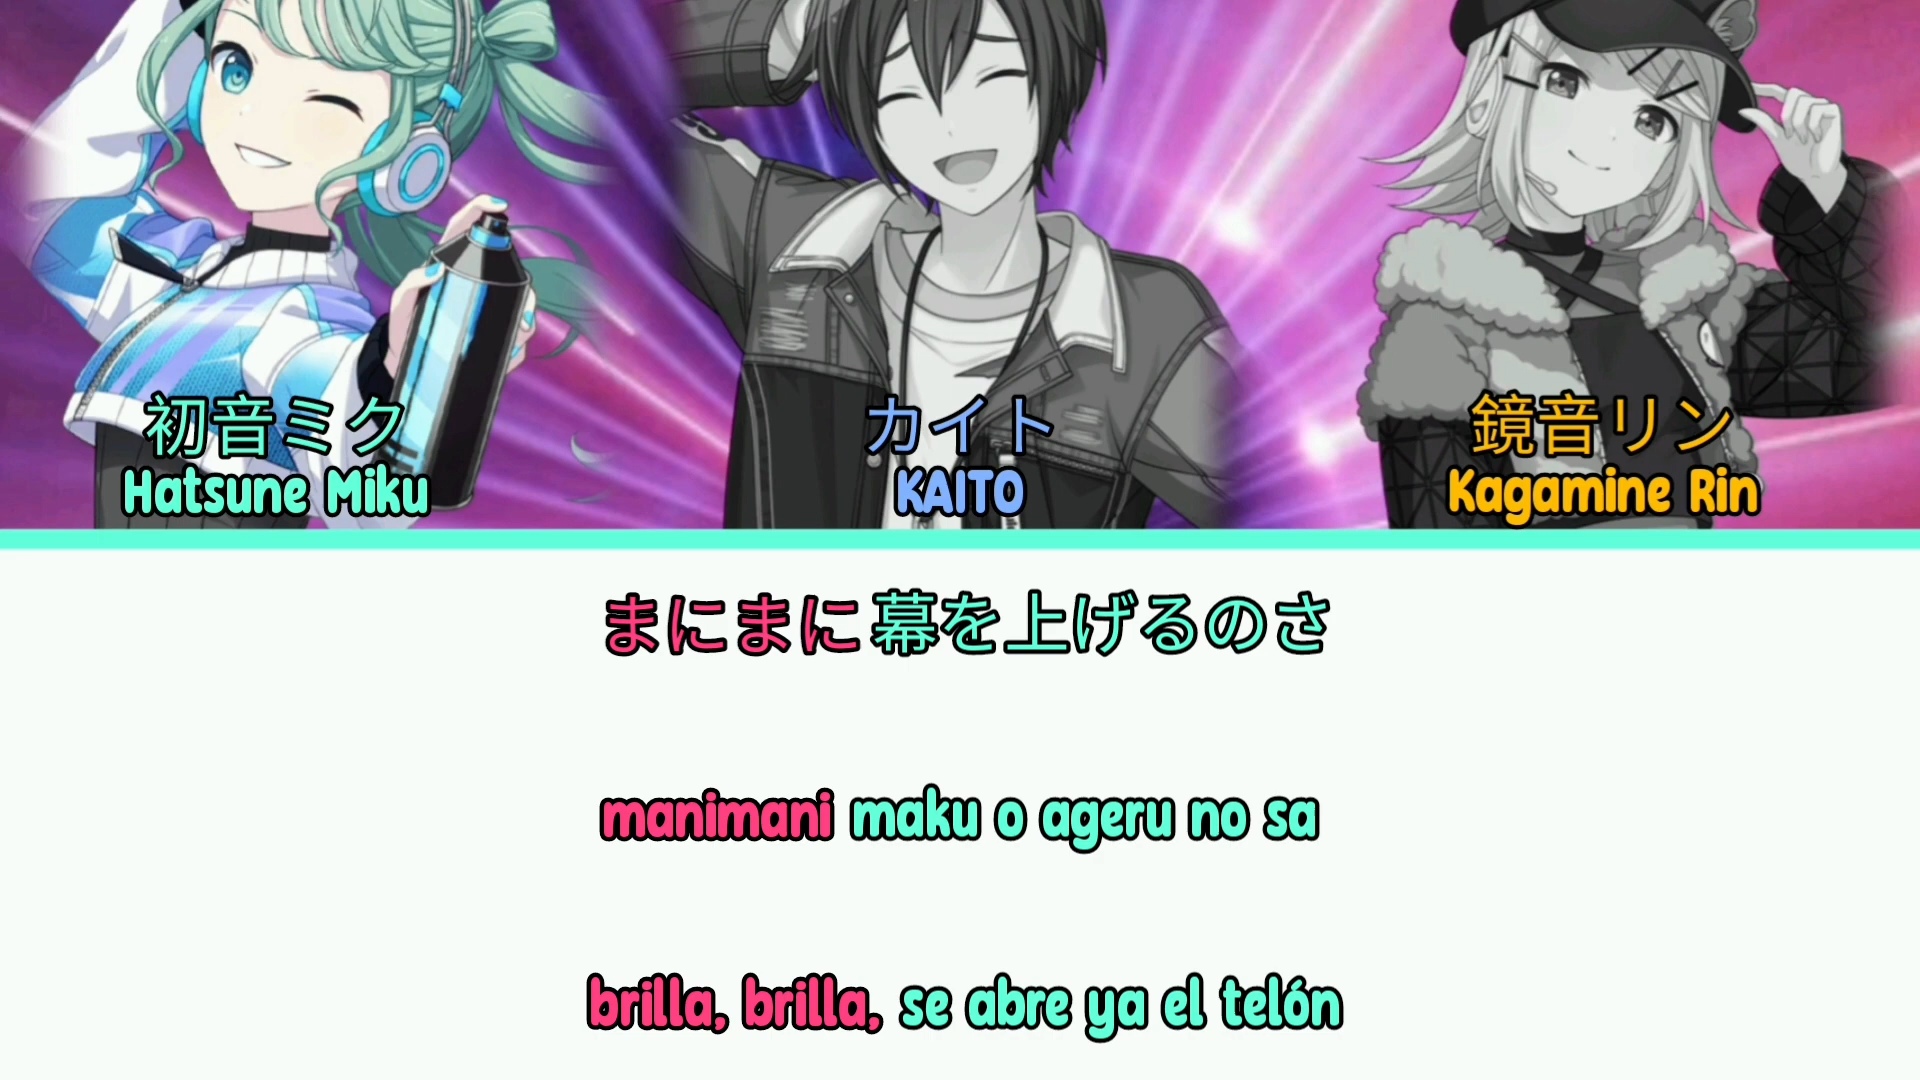 初音ミク
Hatsune Miku
カイト
KAITO
鏡音リン
Kagamine Rin
まにまに幕を上げるのさ
manimani maku o ageru no sa
brilla, brilla, se abre ya el telón